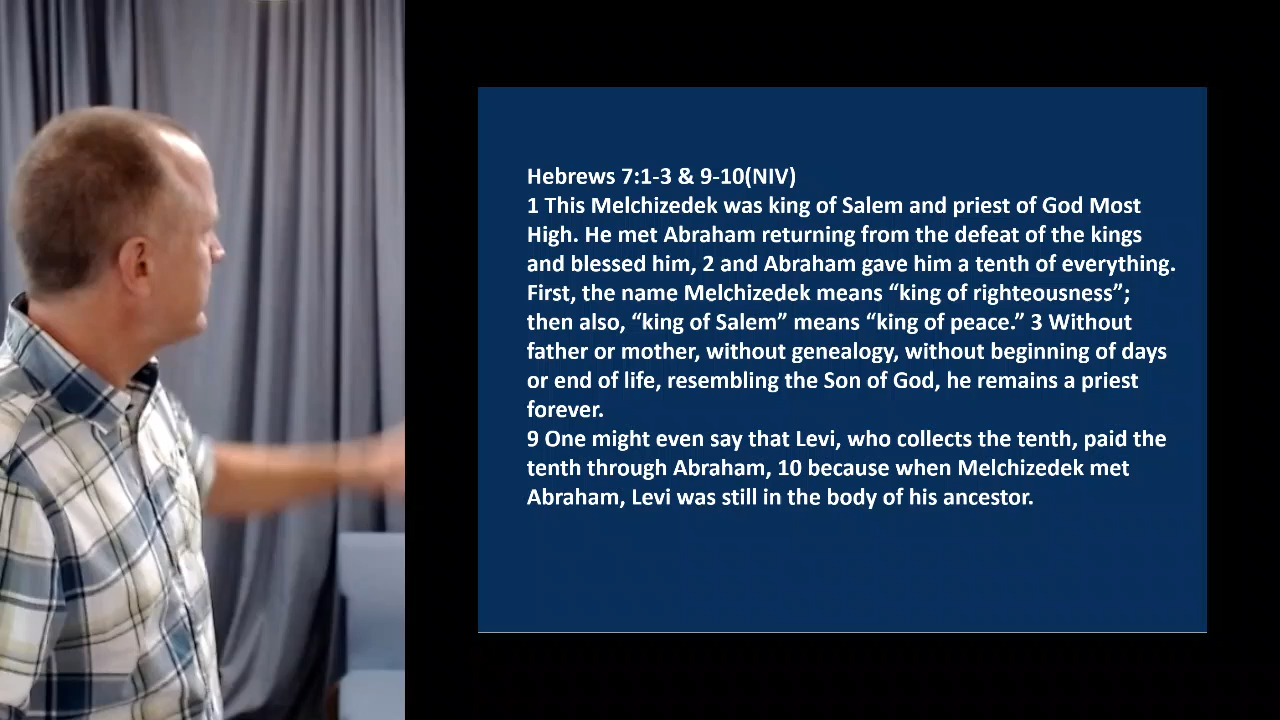 Hebrews 7:1-3 & 9-10(NIV)
1 This Melchizedek was king of Salem and priest of God Most
High. He met Abraham returning from the defeat of the kings
and blessed him, 2 and Abraham gave him a tenth of everything.
First, the name Melchizedek means “king of righteousness”;
then also, “king of Salem” means “king of peace.” 3 Without
father or mother, without genealogy, without beginning of days
or end of life, resembling the Son of God, he remains a priest
forever.
9 One might even say that Levi, who collects the tenth, paid the
tenth through Abraham, 10 because when Melchizedek met
Abraham, Levi was still in the body of his ancestor.